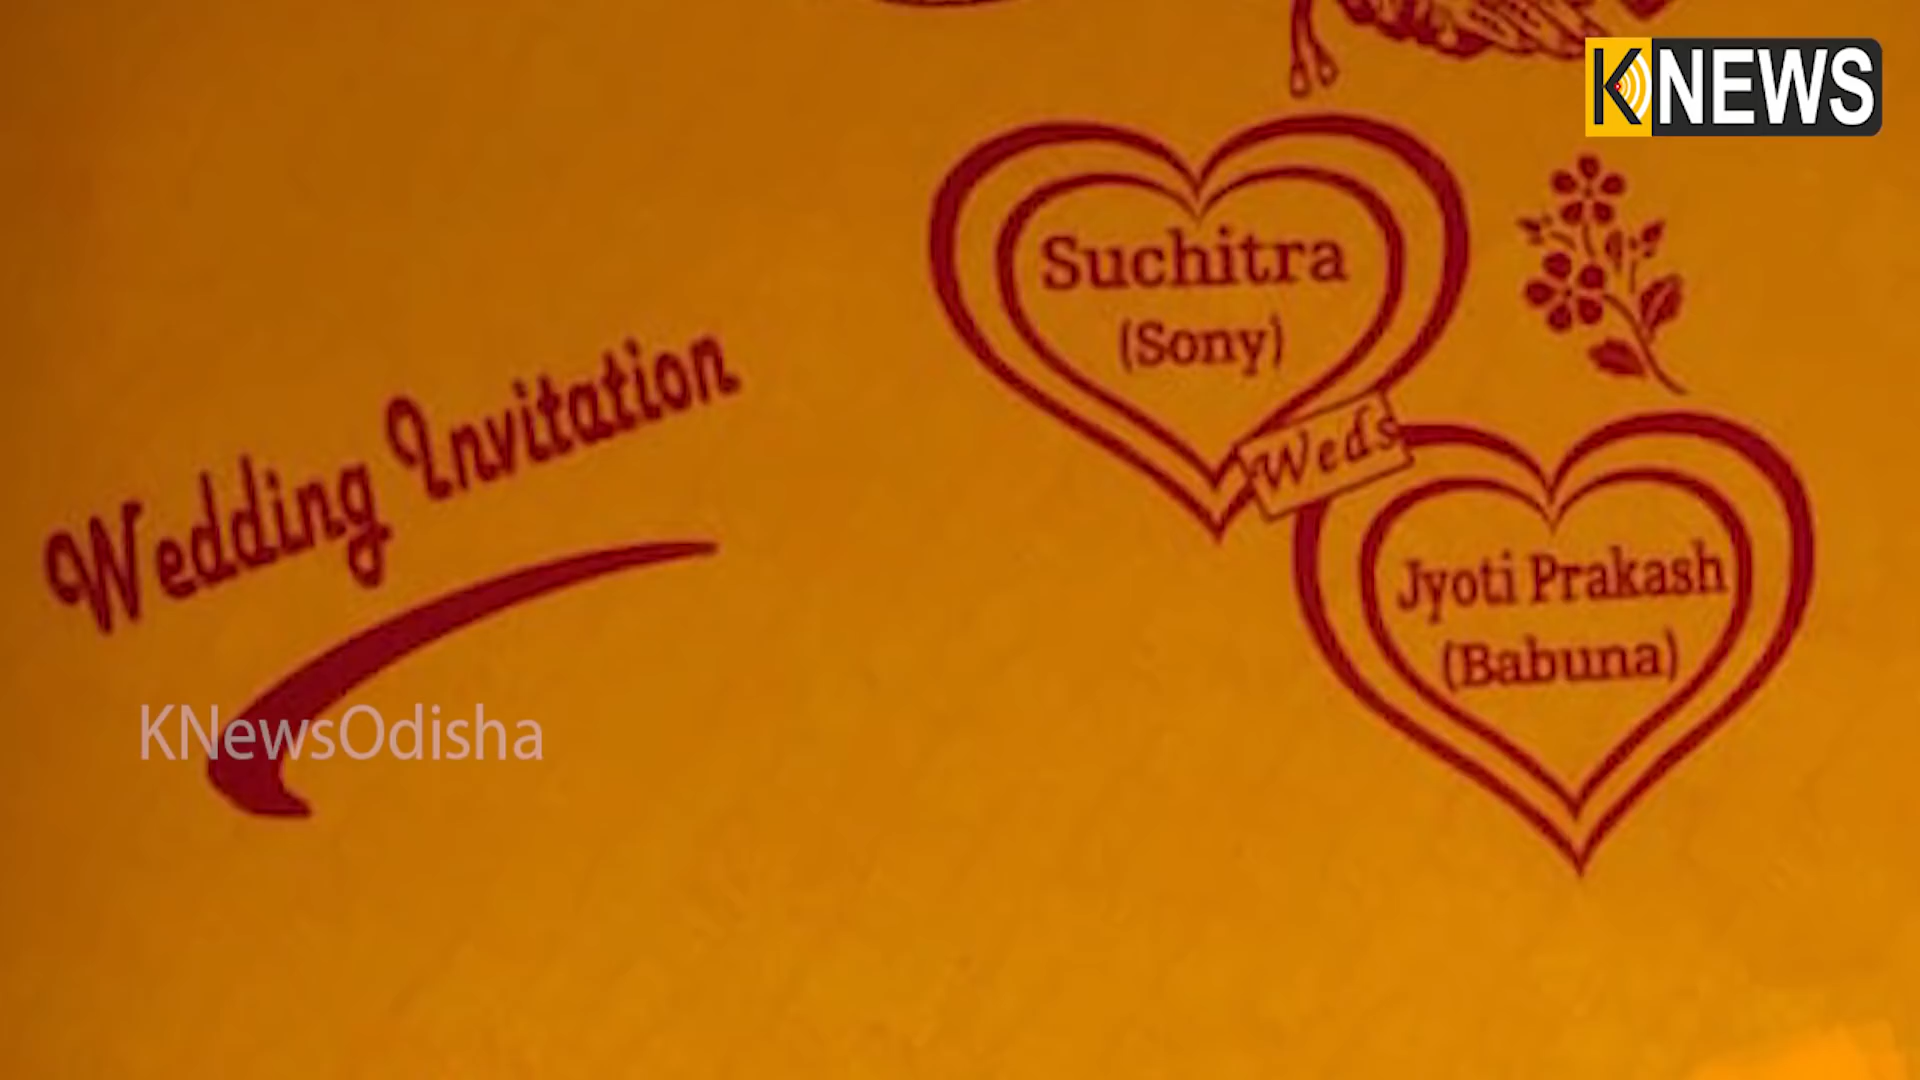 KNEWS
Suchitra
(Sony)
Weds
Jyoti Prakash
(Babuna)
Wedding Invitation
KNewsOdisha